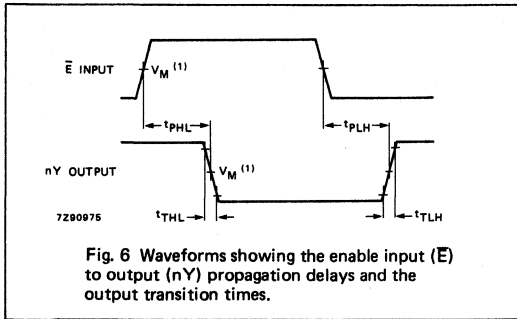 E̅ INPUT
V_M (1)
t_PHL
t_PLH
nY OUTPUT
V_M (1)
7Z90975
t_THL
t_TLH
Fig. 6 Waveforms showing the enable input (E̅)
to output (nY) propagation delays and the
output transition times.